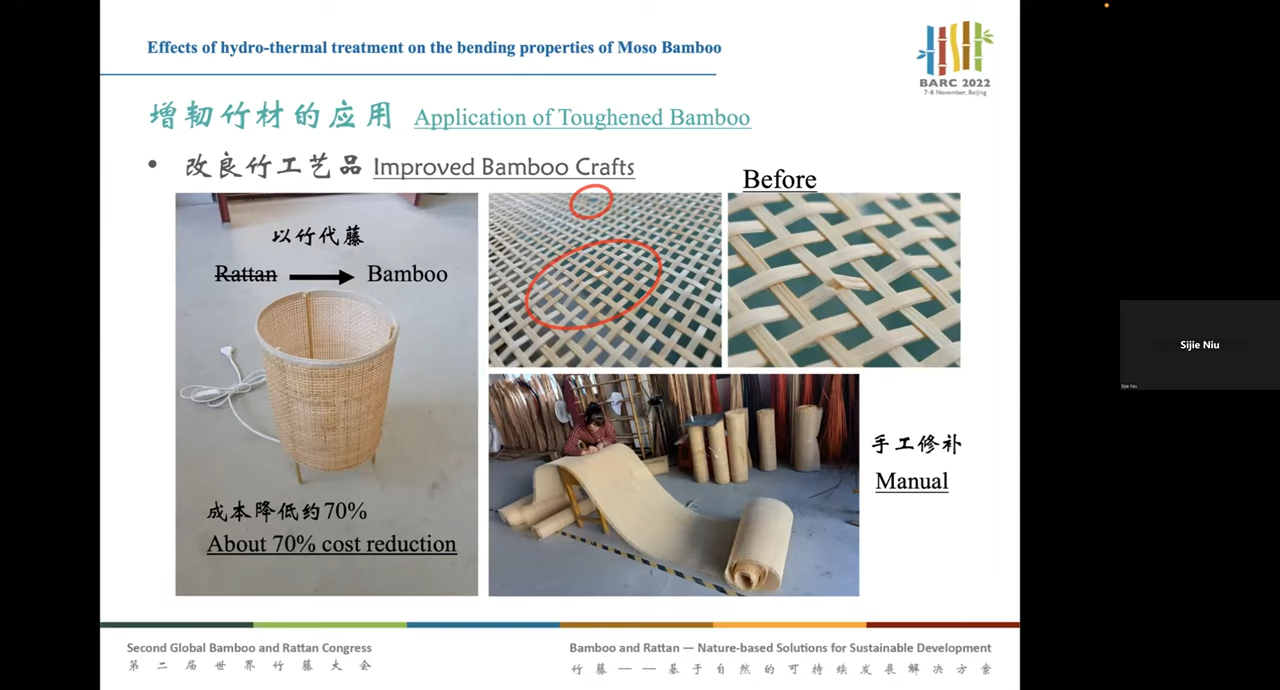 Effects of hydro-thermal treatment on the bending properties of Moso Bamboo
BARC 2022
7-8 November, Beijing
增韧竹材的应用 Application of Toughened Bamboo
• 改良竹工艺品 Improved Bamboo Crafts
Before
以竹代藤
Rattan Bamboo
成本降低约70%
About 70% cost reduction
手工修补
Manual
Sijie Niu
Sijie Niu
Second Global Bamboo and Rattan Congress
第二届世界竹藤大会
Bamboo and Rattan — Nature-based Solutions for Sustainable Development
竹藤——基于自然的可持续发展解决方案